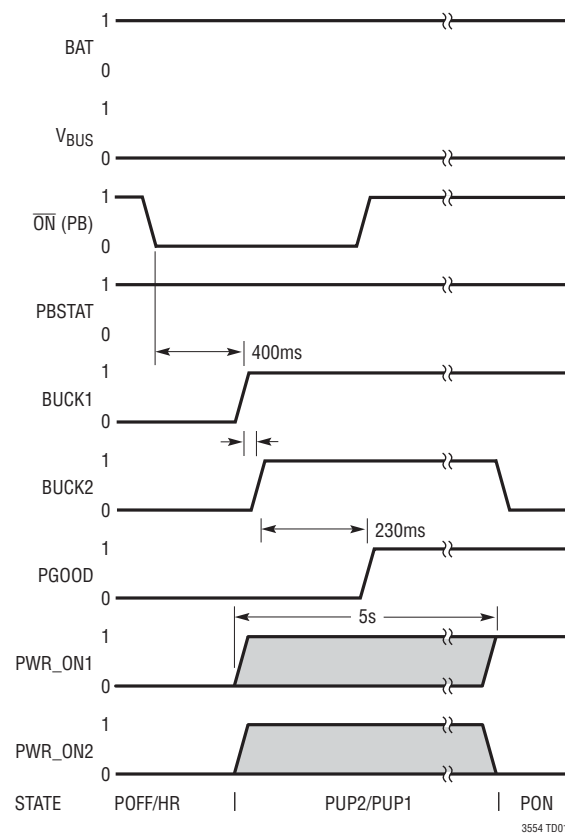 1
BAT
0
1
VBUS
0
1
ON (PB)
0
1
PBSTAT
0
400ms
1
BUCK1
0
1
BUCK2
0
230ms
1
PGOOD
0
5s
1
PWR_ON1
0
1
PWR_ON2
0
STATE POFF/HR PUP2/PUP1 PON
3554 TD01